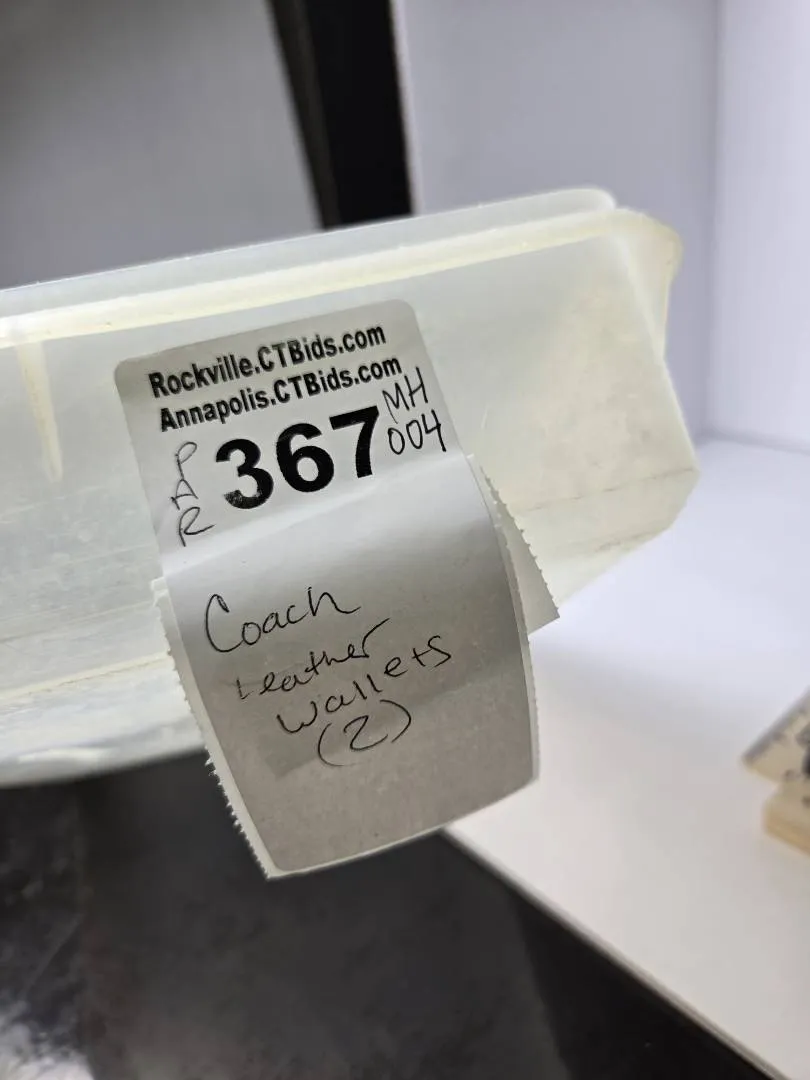 Rockville.CTBids.com
Annapolis.CTBids.com
PAR 367 MH
004
Coach
Leather
Wallets
(2)